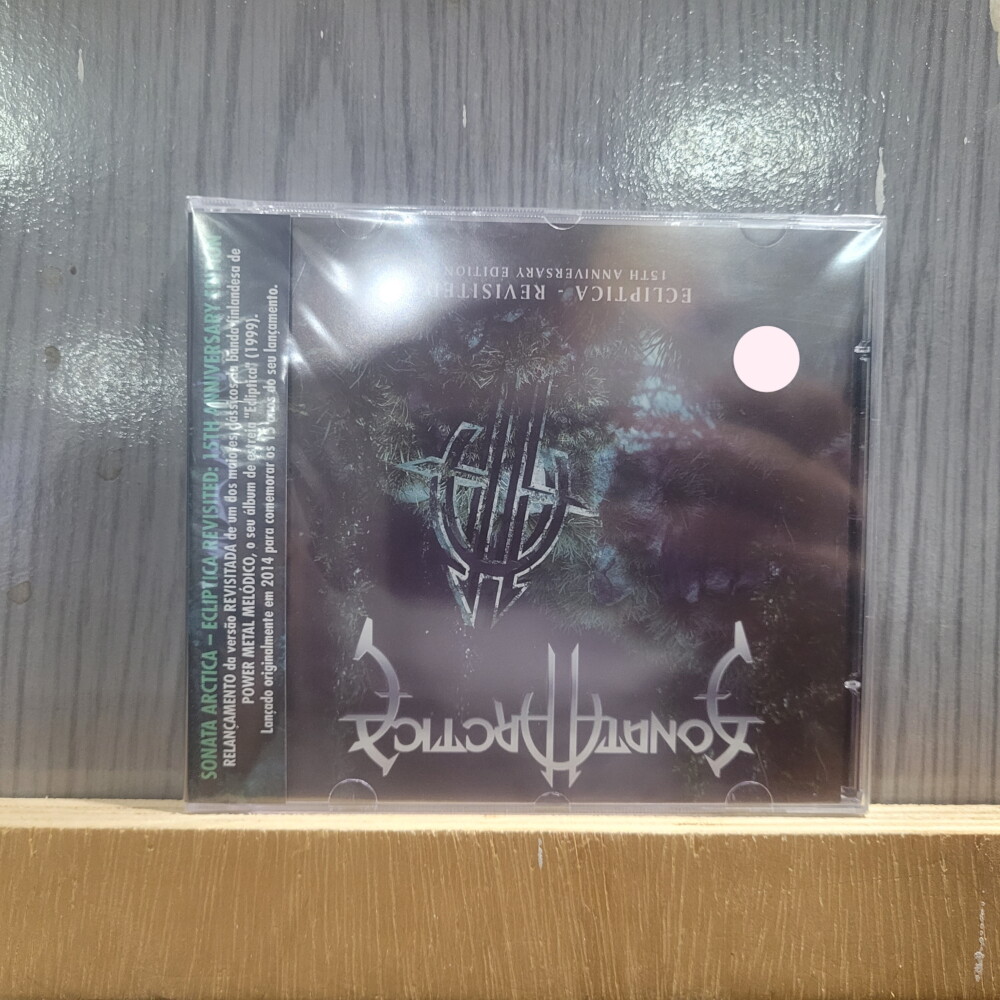 SONATA ARCTICA – ECLIPTICA REVISITED: 15TH ANNIVERSARY EDITION
RELANÇAMENTO da versão REVISITADA de um dos maiores clássicos da banda finlandesa de
POWER METAL MELÓDICO, o seu álbum de estreia "Ecliptica" (1999).
Lançado originalmente em 2014 para comemorar os 15 anos do seu lançamento.
SONATA ARCTICA
ECLIPTICA - REVISITED
15TH ANNIVERSARY EDITION